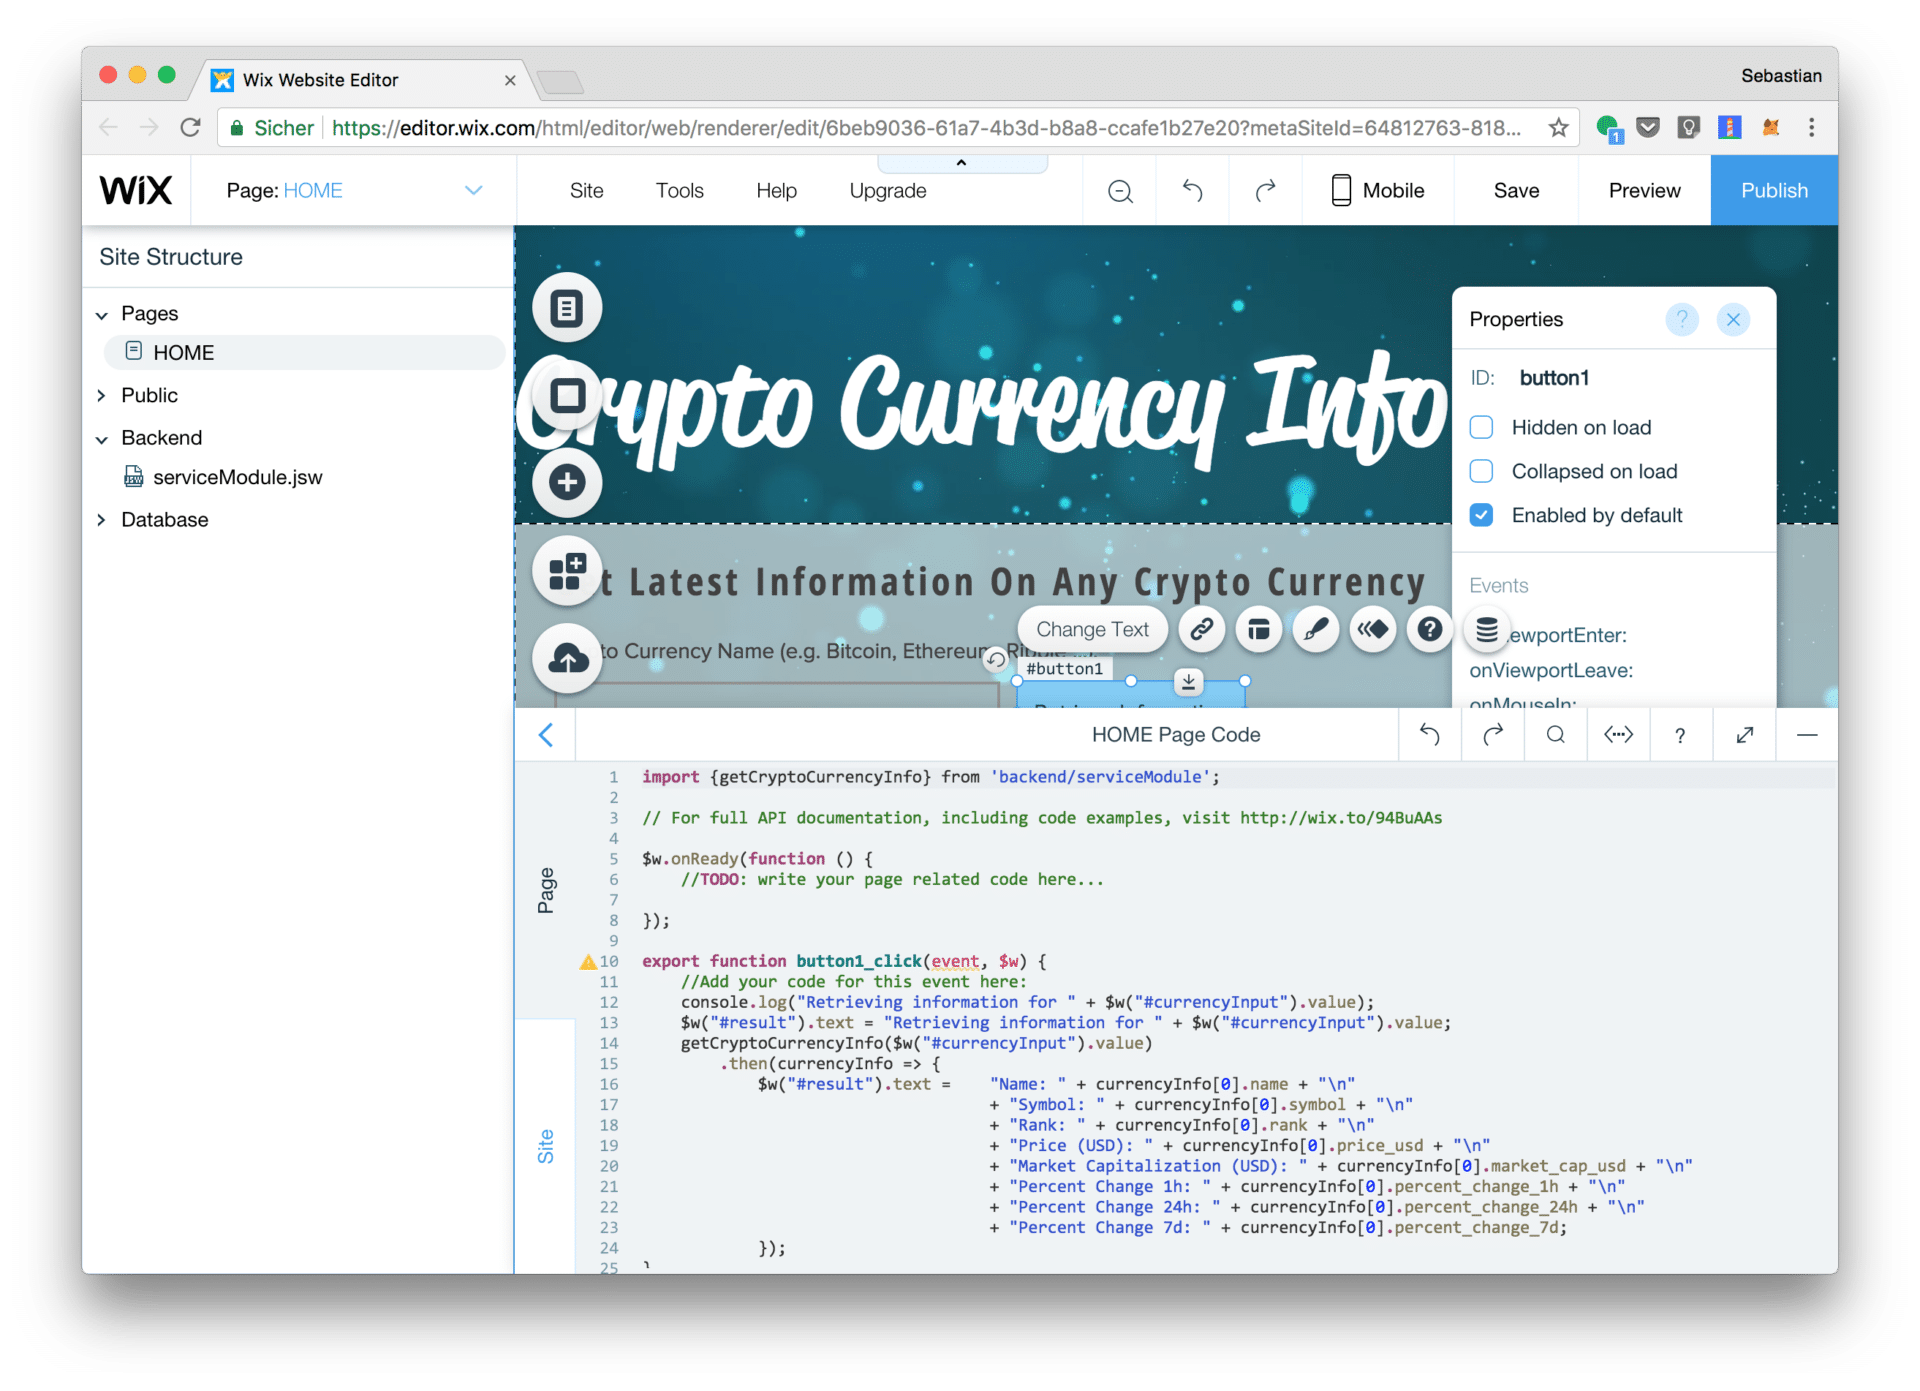 Wix Website Editor
Sebastian
Sicher https://editor.wix.com/html/editor/web/renderer/edit/6beb9036-61a7-4b3d-b8a8-ccafe1b27e20?metaSiteId=64812763-818...
1
WiX
Page: HOME
Site Tools Help Upgrade
Mobile
Save
Preview
Publish
Site Structure
Pages
HOME
Public
Backend
JSW serviceModule.jsw
Database
Crypto Currency Info
t Latest Information On Any Crypto Currency
Change Text
to Currency Name (e.g. Bitcoin, Ethereum, Ripple
#button1
Properties
?
ID: button1
Hidden on load
Collapsed on load
Enabled by default
Events
ewportEnter:
onViewportLeave:
onMouseIn:
HOME Page Code
?
Page
Site
1 import {getCryptoCurrencyInfo} from 'backend/serviceModule';
2
3 // For full API documentation, including code examples, visit http://wix.to/94BuAAs
4
5 $w.onReady(function () {
6 //TODO: write your page related code here...
7
8 });
9
10 export function button1_click(event, $w) {
11 //Add your code for this event here:
12 console.log("Retrieving information for " + $w("#currencyInput").value);
13 $w("#result").text = "Retrieving information for " + $w("#currencyInput").value;
14 getCryptoCurrencyInfo($w("#currencyInput").value)
15 .then(currencyInfo => {
16 $w("#result").text = "Name: " + currencyInfo[0].name + "\n"
17 + "Symbol: " + currencyInfo[0].symbol + "\n"
18 + "Rank: " + currencyInfo[0].rank + "\n"
19 + "Price (USD): " + currencyInfo[0].price_usd + "\n"
20 + "Market Capitalization (USD): " + currencyInfo[0].market_cap_usd + "\n"
21 + "Percent Change 1h: " + currencyInfo[0].percent_change_1h + "\n"
22 + "Percent Change 24h: " + currencyInfo[0].percent_change_24h + "\n"
23 + "Percent Change 7d: " + currencyInfo[0].percent_change_7d;
24 });
25 }